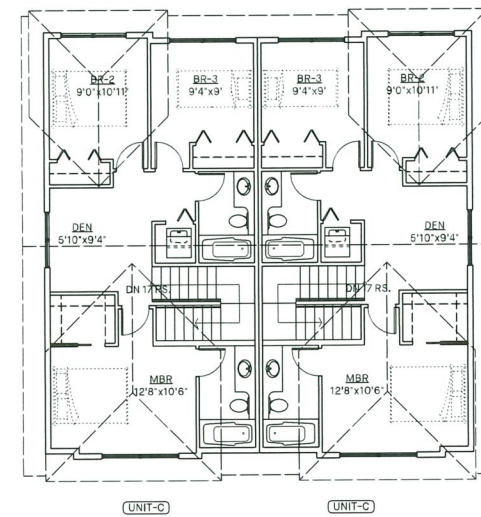 BR-2
9'0"x10'11"
BR-3
9'4"x9'
BR-3
9'4"x9'
BR-2
9'0"x10'11"
DEN
5'10"x9'4"
DEN
5'10"x9'4"
DN 17 RS.
DN 17 RS.
MBR
12'8"x10'6"
MBR
12'8"x10'6"
UNIT-C
UNIT-C